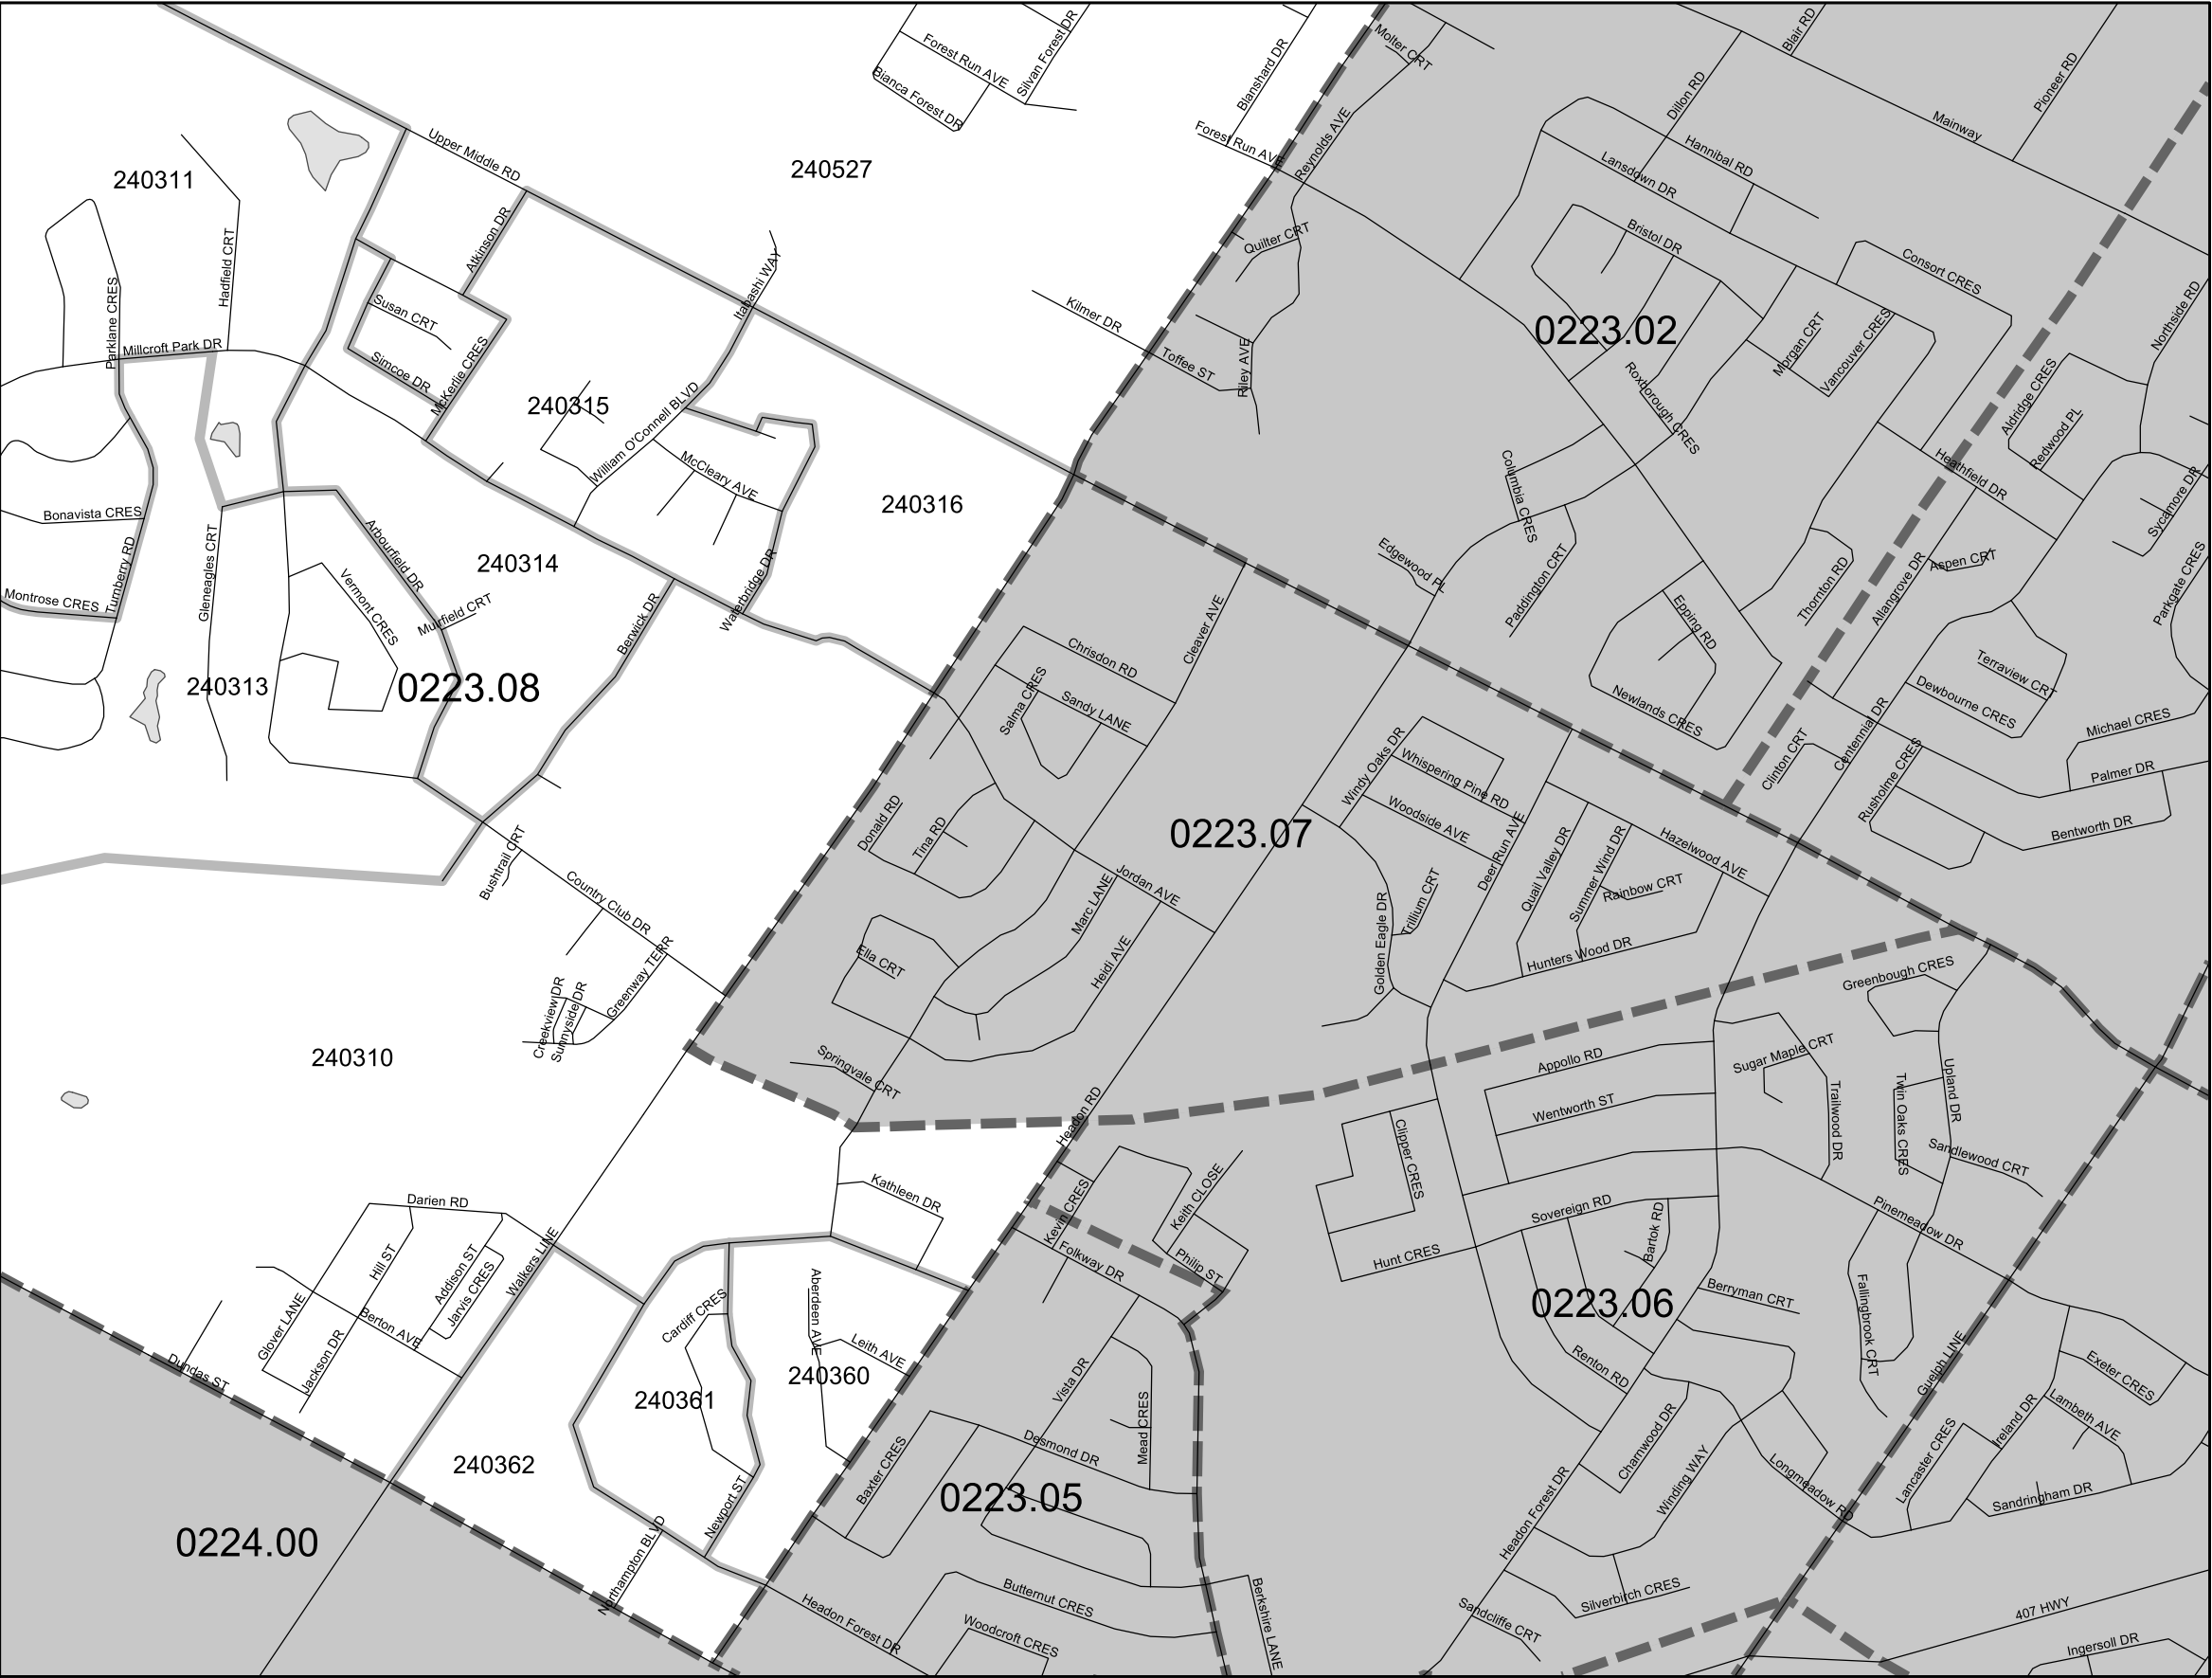 Molter CRT
Blair RD
Forest Run AVE
Silvan Forest DR
Blanshard DR
Bianca Forest DR
Dillon RD
Pioneer RD
Mainway
Forest Run AVE
Reynolds AVE
Hannibal RD
Lansdown DR
Upper Middle RD
240527
240311
Atkinson DR
Hadfield CRT
Quilter CRT
Bristol DR
Consort CRES
Itabashi WAY
Parklane CRES
Susan CRT
Kilmer DR
0223.02
Northside RD
Millcroft Park DR
Simcoe DR
McKerlie CRES
Toffee ST
Riley AVE
Morgan CRT
Vancouver CRES
Roxborough CRES
Aldridge CRES
Redwood PL
240315
William O'Connell BLVD
McCleary AVE
Columbia CRES
Heathfield DR
Sycamore DR
240316
Bonavista CRES
Turnberry RD
Gleneagles CRT
Arbourfield DR
240314
Edgewood PL
Paddington CRT
Thornton RD
Allangrove DR
Aspen CRT
Parkgate CRES
Montrose CRES
Vermont CRES
Muirfield CRT
Berwick DR
Waterbridge DR
Cleaver AVE
Epping RD
Chrisdon RD
Terraview CRT
240313
0223.08
Salma CRES
Sandy LANE
Newlands CRES
Dewbourne CRES
Michael CRES
Centennial DR
Clinton CRT
Windy Oaks DR
Whispering Pine RD
Woodside AVE
Palmer DR
Rusholme CRES
Bentworth DR
Donald RD
Tina RD
0223.07
Deer Run AVE
Quail Valley DR
Summer Wind DR
Hazelwood AVE
Rainbow CRT
Bushtrail CRT
Country Club DR
Jordan AVE
Marc LANE
Heidi AVE
Golden Eagle DR
Trillium CRT
Hunters Wood DR
Ella CRT
Greenway TERR
Creekview DR
Sunnyside DR
Greenbough CRES
240310
Springvale CRT
Headon RD
Appollo RD
Wentworth ST
Sugar Maple CRT
Trailwood DR
Twin Oaks CRES
Upland DR
Sandlewood CRT
Clipper CRES
Darien RD
Kathleen DR
Kevin CRES
Keith CLOSE
Sovereign RD
Bartok RD
Pinemeadow DR
Hill ST
Addison ST
Jarvis CRES
Walkers LINE
Folkway DR
Philip ST
Hunt CRES
0223.06
Berryman CRT
Fallingbrook CRT
Glover LANE
Berton AVE
Jackson DR
Cardiff CRES
Aberdeen AVE
Leith AVE
Dundas ST
240361
240360
Vista DR
Mead CRES
Renton RD
Guelph LINE
Exeter CRES
Lambeth AVE
Ireland DR
Lancaster CRES
Sandringham DR
240362
Baxter CRES
Desmond DR
0223.05
Charnwood DR
Winding WAY
Longmeadow RD
Newport ST
Northampton BLVD
Headon Forest DR
0224.00
Headon Forest DR
Butternut CRES
Woodcroft CRES
Berkshire LANE
Silverbirch CRES
Sandcliffe CRT
407 HWY
Ingersoll DR